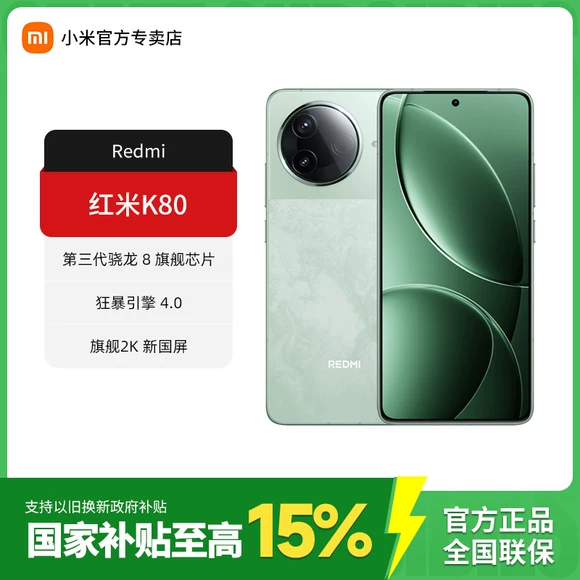 小米官方专卖店
Redmi
红米K80
第三代骁龙 8 旗舰芯片
狂暴引擎 4.0
旗舰2K 新国屏
REDMI
支持以旧换新政府补贴
国家补贴至高15%
官方正品
全国联保